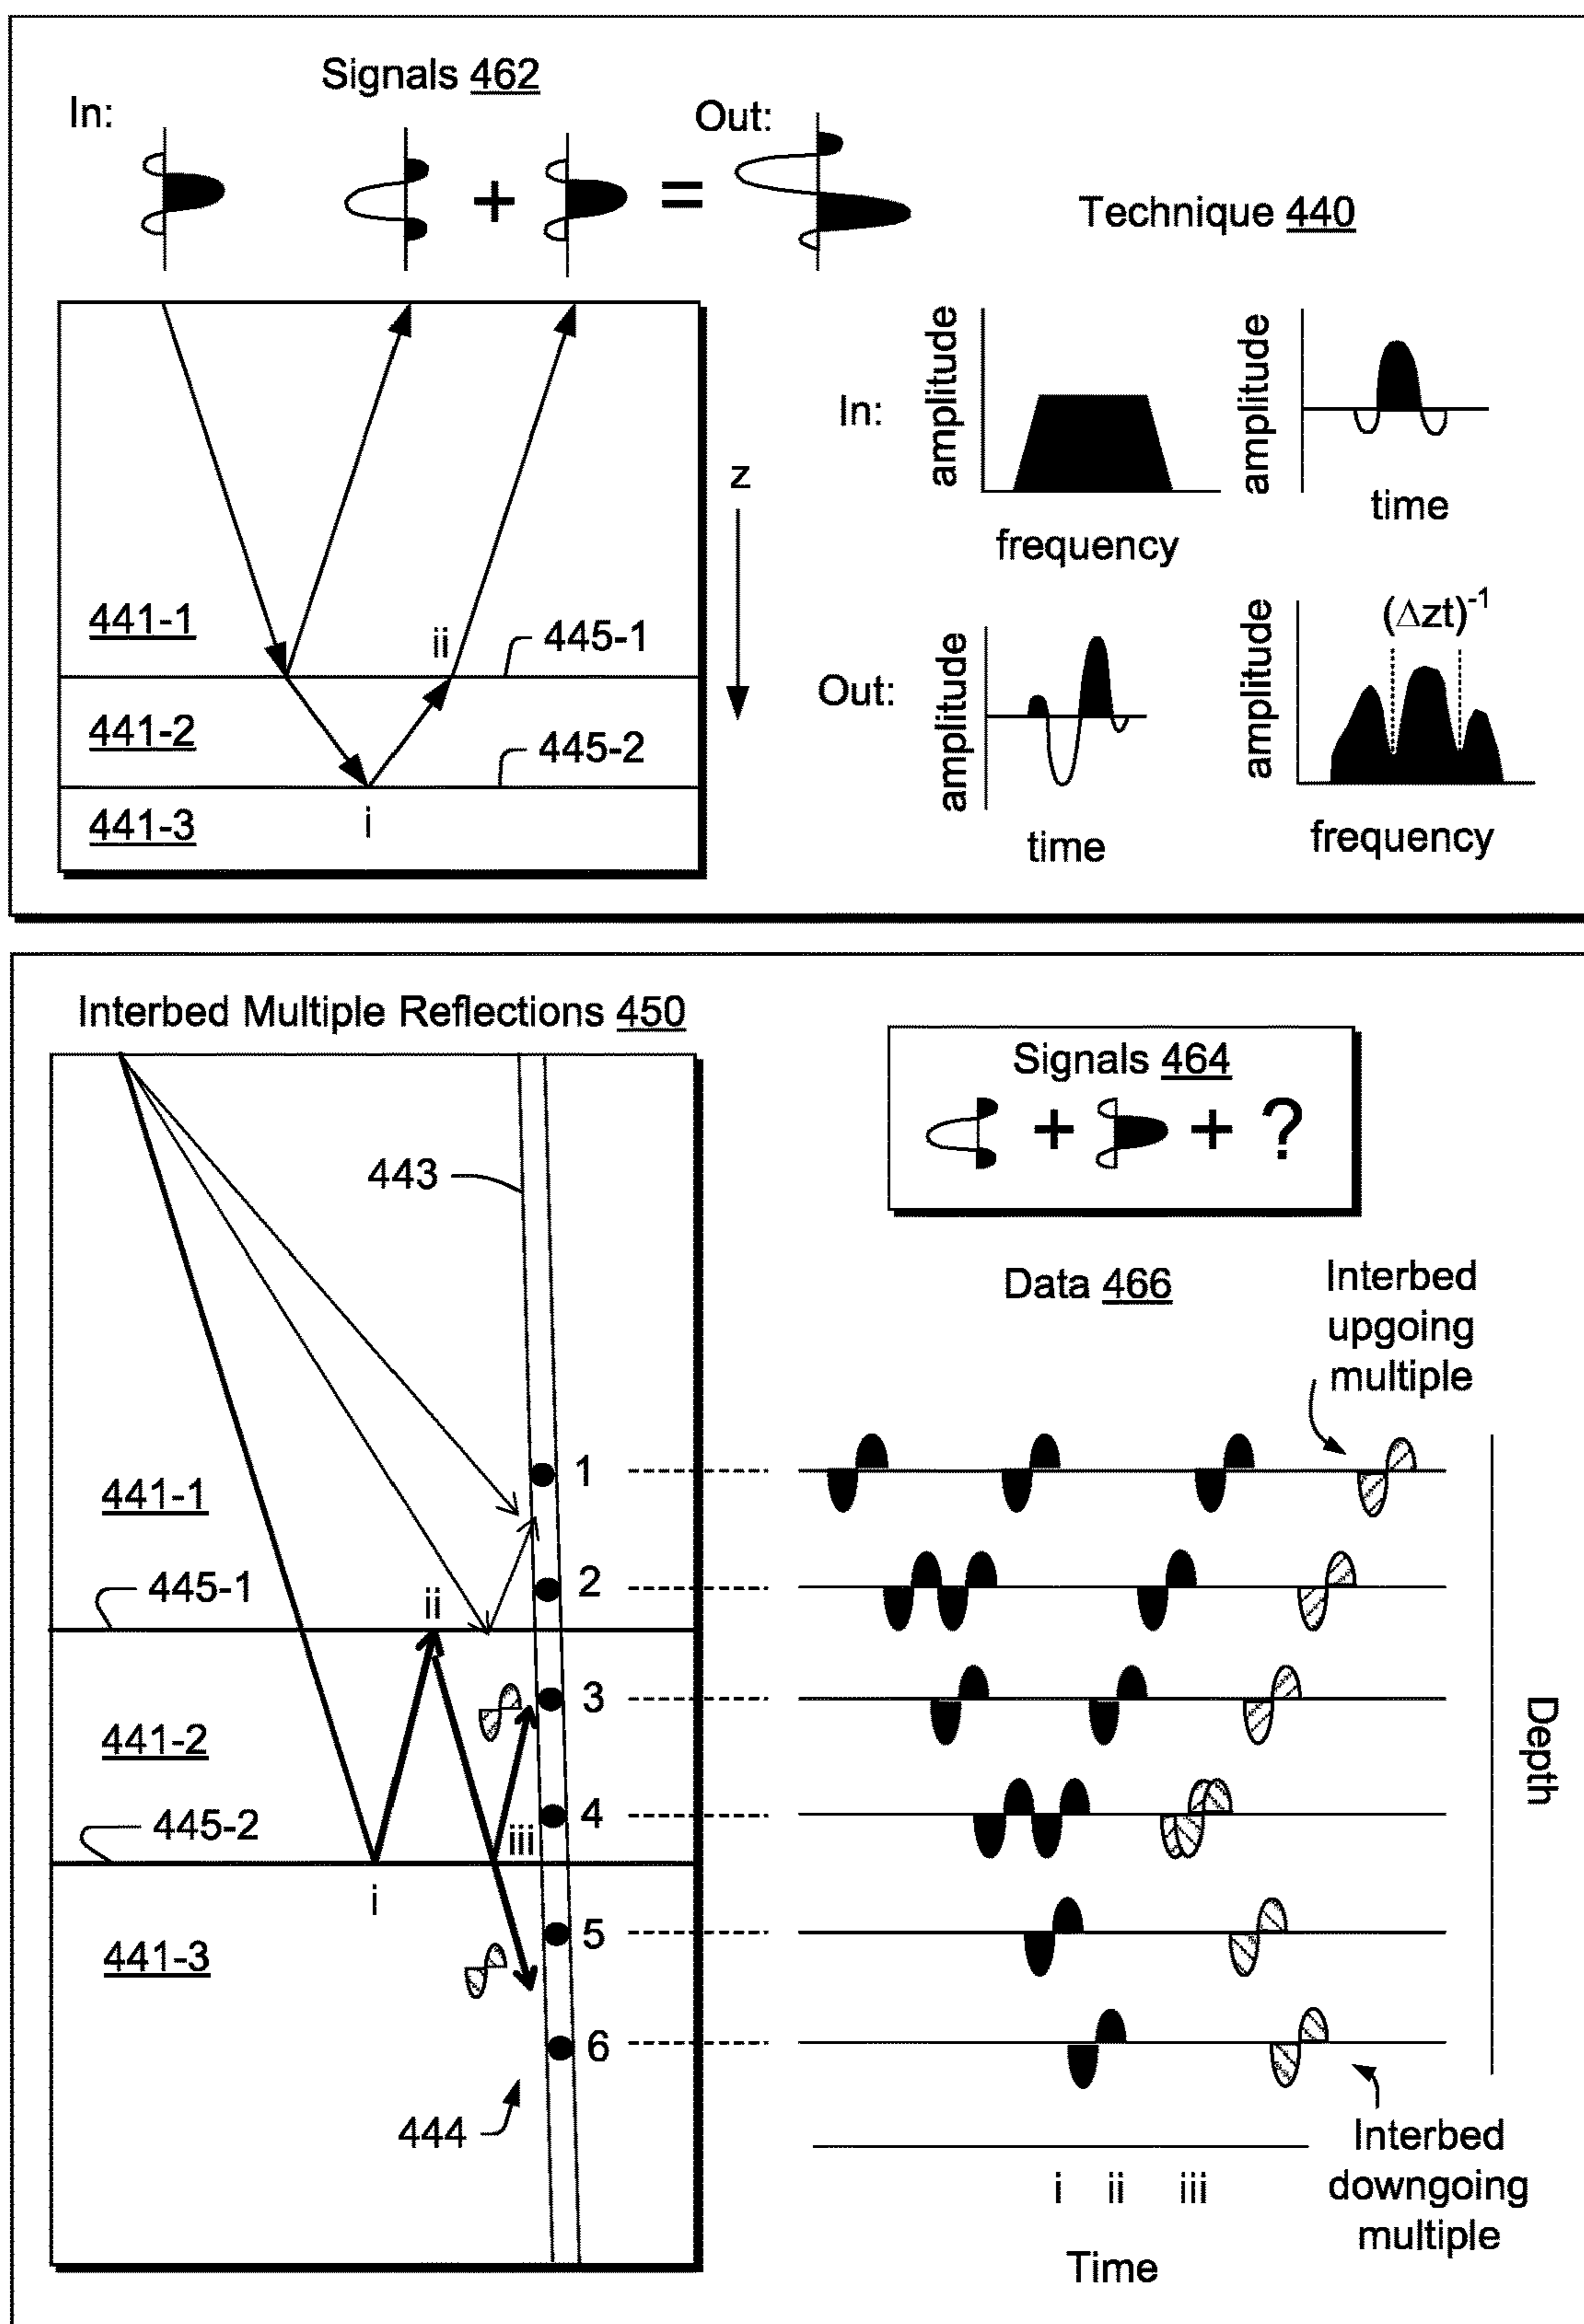 Signals 462
In:
Out:
+
=
Technique 440
In:
amplitude
frequency
amplitude
time
z
441-1
ii
445-1
441-2
445-2
441-3
i
Out:
amplitude
time
amplitude
(Δzt)-1
frequency
Interbed Multiple Reflections 450
Signals 464
+ + ?
443
Data 466
Interbed
upgoing
multiple
1
441-1
2
445-1
ii
3
441-2
4
445-2
iii
i
5
441-3
6
444
Depth
i ii iii
Time
Interbed
downgoing
multiple